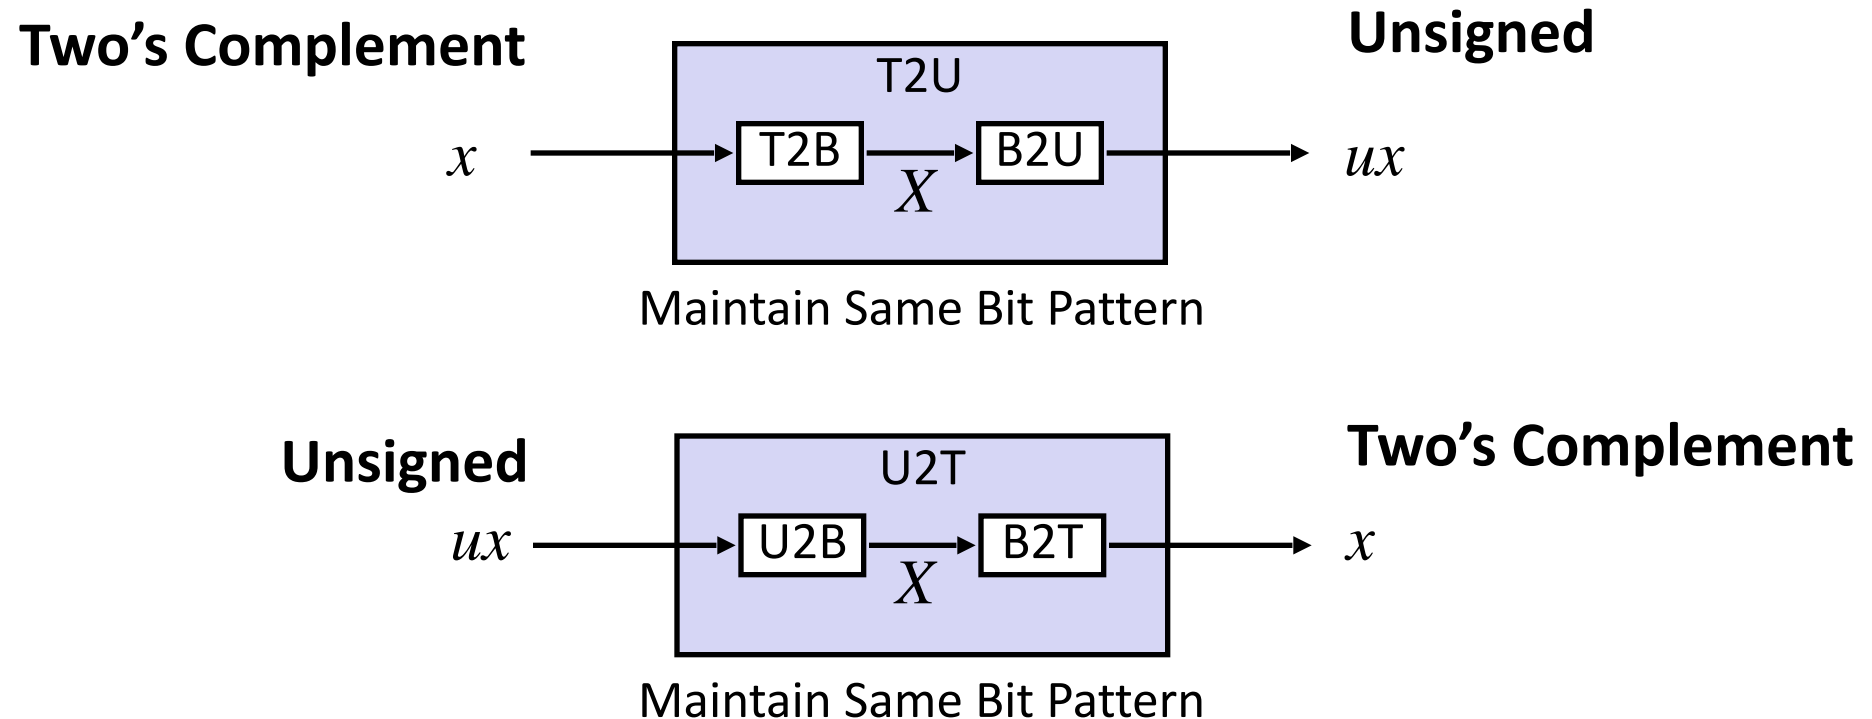 Two’s Complement
Unsigned
T2U
x
T2B
X
B2U
ux
Maintain Same Bit Pattern
Unsigned
Two’s Complement
U2T
ux
U2B
X
B2T
x
Maintain Same Bit Pattern